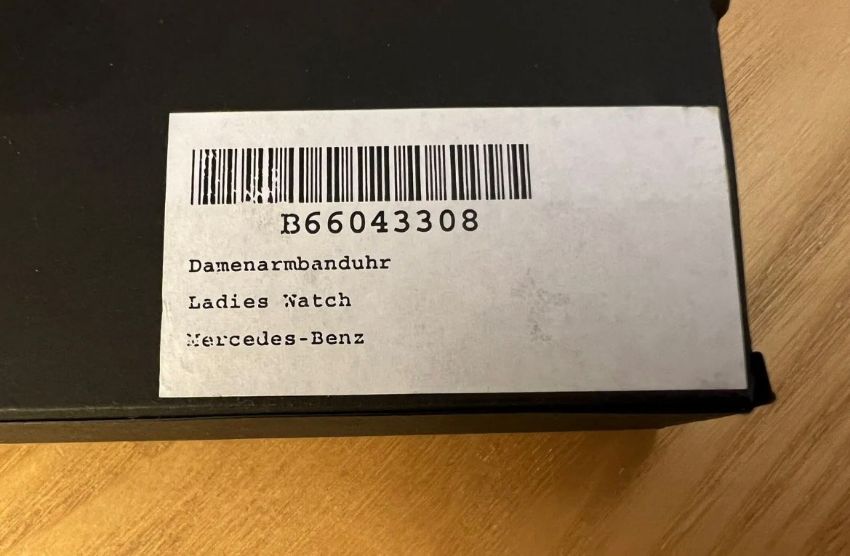 B66043308
Damenarmbanduhr
Ladies Watch
Mercedes-Benz